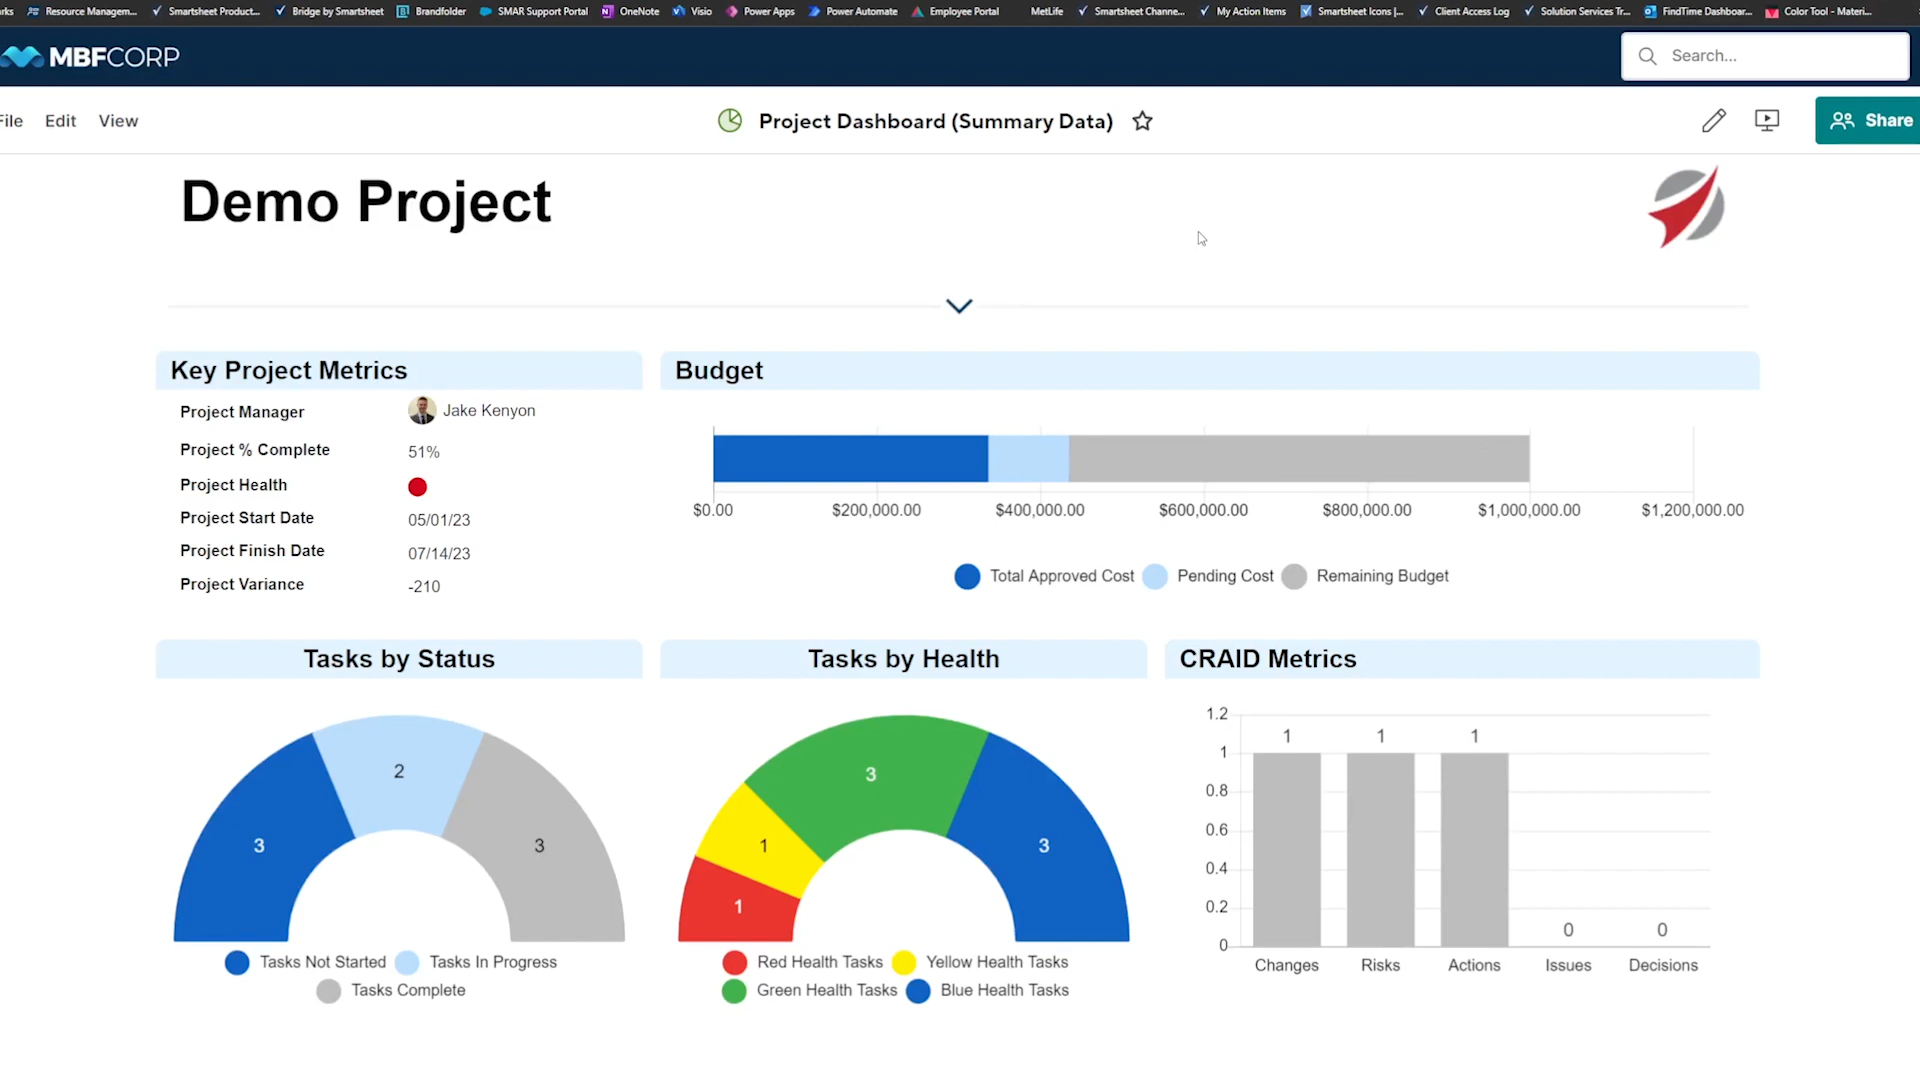 rks Resource Managem... Smartsheet Product... Bridge by Smartsheet Brandfolder SMAR Support Portal OneNote Visio Power Apps Power Automate Employee Portal MetLife Smartsheet Channe... My Action Items Smartsheet Icons |... Client Access Log Solution Services Tr... FindTime Dashboar... Color Tool - Materi...
MBFCORP
Search...
File Edit View
Project Dashboard (Summary Data)
Share
Demo Project
Key Project Metrics
Project Manager Jake Kenyon
Project % Complete 51%
Project Health
Project Start Date 05/01/23
Project Finish Date 07/14/23
Project Variance -210
Budget
$0.00 $200,000.00 $400,000.00 $600,000.00 $800,000.00 $1,000,000.00 $1,200,000.00
Total Approved Cost Pending Cost Remaining Budget
Tasks by Status
2
3
3
Tasks Not Started Tasks In Progress
Tasks Complete
Tasks by Health
3
1
3
1
Red Health Tasks Yellow Health Tasks
Green Health Tasks Blue Health Tasks
CRAID Metrics
1.2
1
0.8
0.6
0.4
0.2
0
1 1 1 0 0
Changes Risks Actions Issues Decisions